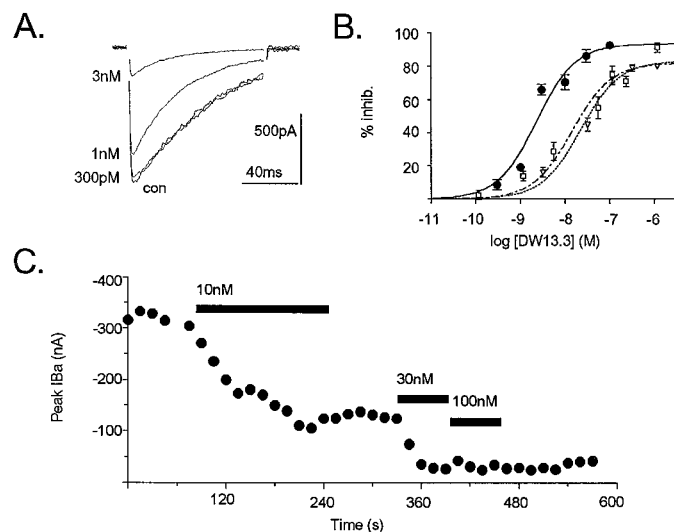 A.
3nM
1nM
300pM
con
500pA
40ms
B.
% inhib.
100
80
60
40
20
-11
-10
-9
-8
-7
-6
log [DW13.3] (M)
C.
Peak IBa (nA)
-400
-300
-200
-100
10nM
30nM
100nM
120
240
360
480
600
Time (s)